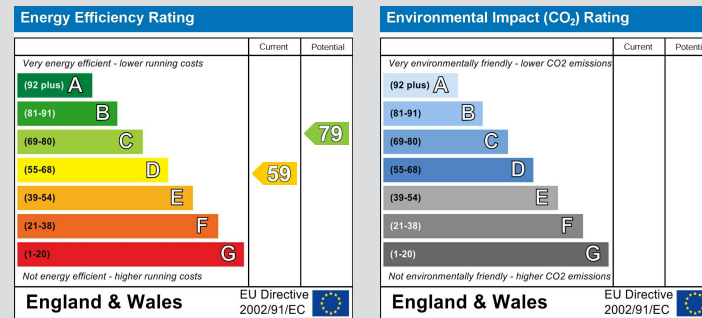 Energy Efficiency Rating
Current Potential
Very energy efficient - lower running costs
(92 plus) A
(81-91) B
(69-80) C
79
(55-68) D
59
(39-54) E
(21-38) F
(1-20) G
Not energy efficient - higher running costs
England & Wales
EU Directive
2002/91/EC
Environmental Impact (CO₂) Rating
Current Potenti
Very environmentally friendly - lower CO2 emissions
(92 plus) A
(81-91) B
(69-80) C
(55-68) D
(39-54) E
(21-38) F
(1-20) G
Not environmentally friendly - higher CO2 emissions
England & Wales
EU Directive
2002/91/EC